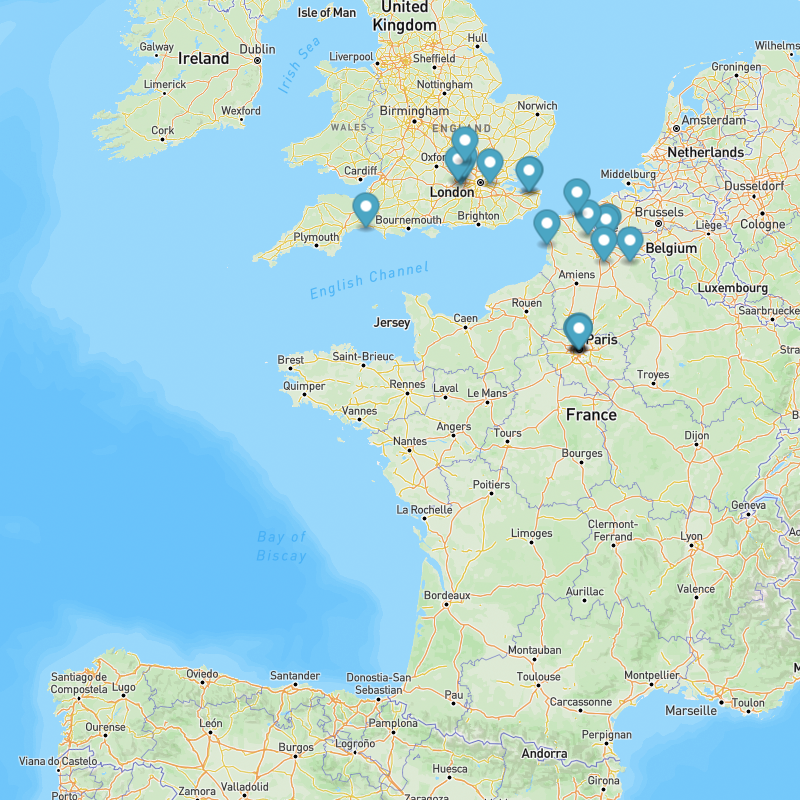 Isle of Man
United
Kingdom
Hull
Galway
Dublin
Ireland
Irish Sea
Liverpool
Sheffield
Wilhelms
Groningen
Limerick
Nottingham
Wexford
Birmingham
Norwich
Amsterdam
Cork
WALES
ENGLAND
Netherlands
Oxfor
Cardiff
Middelburg
Dusseldorf
London
Brussels
Cologne
Bournemouth
Brighton
Liège
Plymouth
Belgium
English Channel
Amiens
Luxembourg
Rouen
Saarbruecke
Jersey
Caen
Paris
Stra
Brest
Saint-Brieuc
Troyes
Quimper
Rennes
Laval
Le Mans
Vannes
France
B
Angers
Tours
Dijon
Nantes
Bourges
Poitiers
Geneva
La Rochelle
Clermont-
Ferrand
Limoges
Lyon
Ao
Bay of
Biscay
Aurillac
Valence
Bordeaux
Montauban
Oviedo
Santander
Donostia-San
Sebastian
Toulouse
Montpellier
M
Santiago de
Compostela
Lugo
Pau
Carcassonne
Marseille
Toulon
Ourense
León
Pamplona
Perpignan
Logroño
Burgos
Andorra
Viana do Castelo
Huesca
Girona
Valladolid
Zamora
Porto
Zaragoza